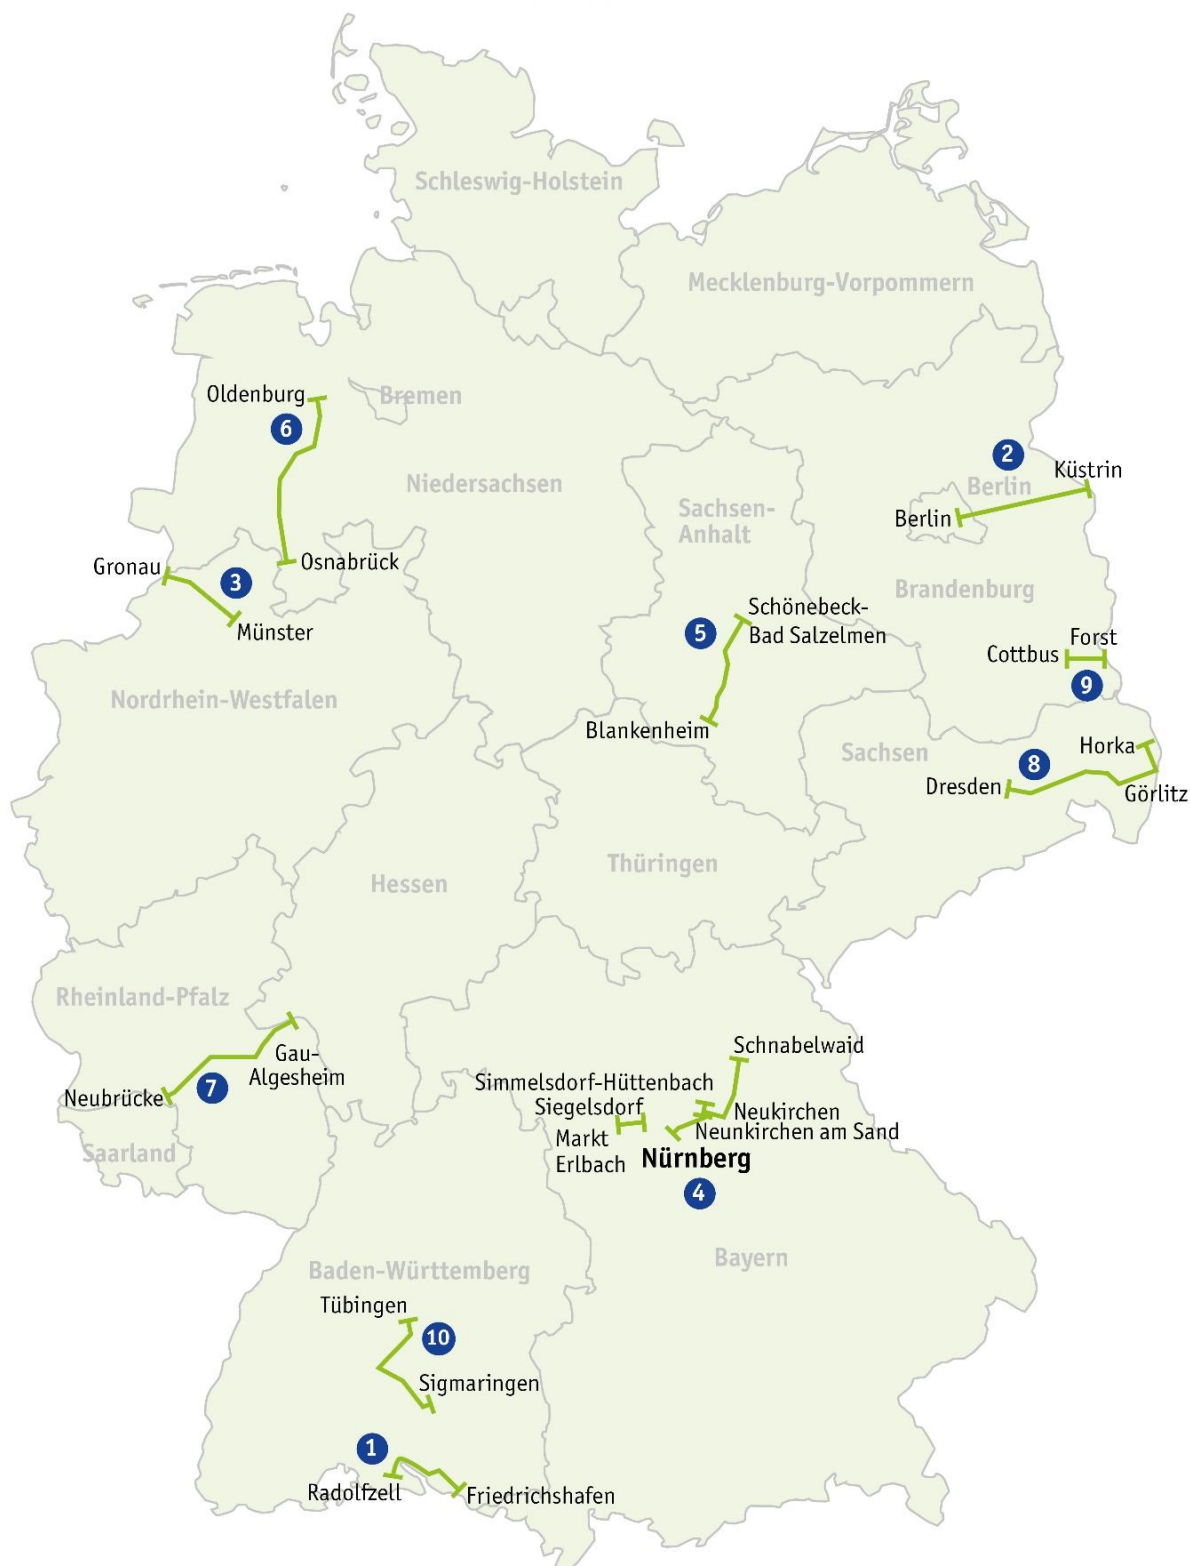 Schleswig-Holstein
Mecklenburg-Vorpommern
Oldenburg
Bremen
6
2
Küstrin
Niedersachsen
Berlin
Sachsen-
Anhalt
Berlin
Gronau
Osnabrück
3
Brandenburg
Münster
Schönebeck-
Bad Salzelmen
5
Forst
Cottbus
9
Nordrhein-Westfalen
Blankenheim
Sachsen
Horka
8
Dresden
Görlitz
Thüringen
Hessen
Rheinland-Pfalz
Gau-
Algesheim
7
Neubrücke
Saarland
Schnabelwaid
Simmelsdorf-Hüttenbach
Siegelsdorf
Neukirchen
Neunkirchen am Sand
Markt
Erlbach
Nürnberg
4
Bayern
Baden-Württemberg
Tübingen
10
Sigmaringen
1
Radolfzell
Friedrichshafen